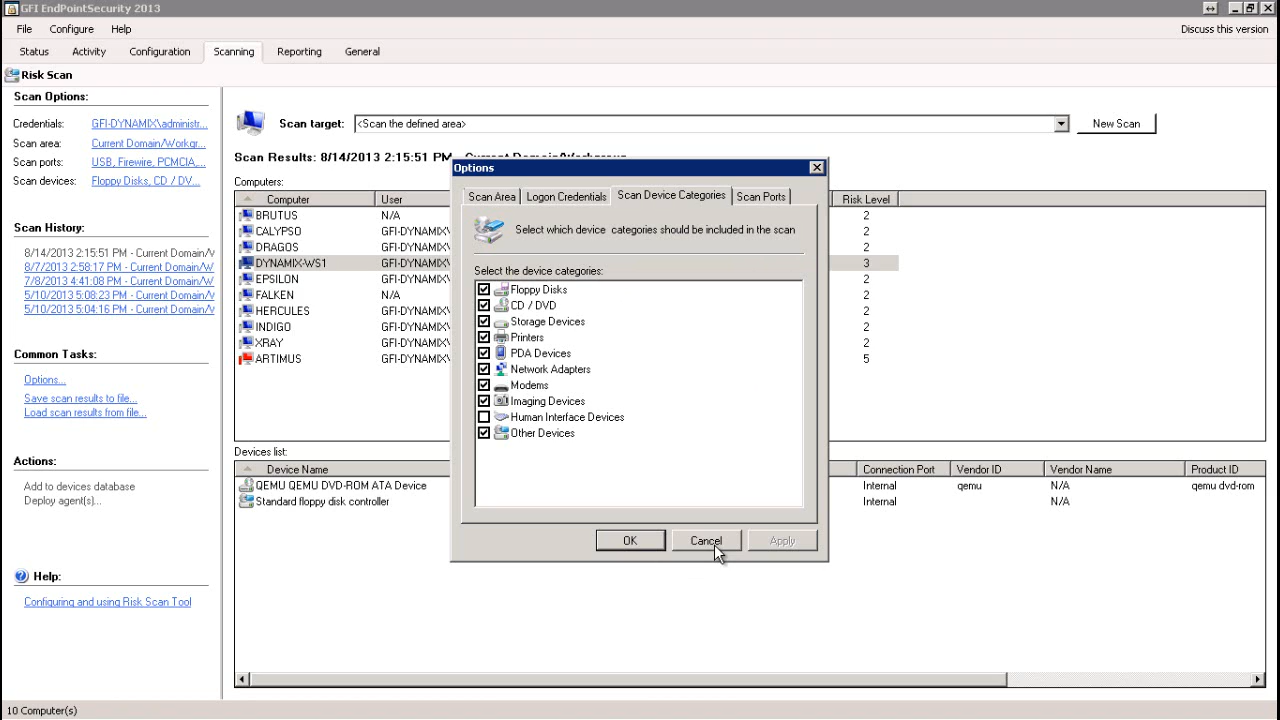 GFI EndPointSecurity 2013
File Configure Help Discuss this version
Status Activity Configuration Scanning Reporting General
Risk Scan
Scan Options:
Credentials: GFI-DYNAMIX\administr...
Scan area: Current Domain/Workgr...
Scan ports: USB, Firewire, PCMCIA,...
Scan devices: Floppy Disks, CD / DV...
Scan History:
8/14/2013 2:15:51 PM - Current Domain/W
8/7/2013 2:58:17 PM - Current Domain/W
7/8/2013 4:41:08 PM - Current Domain/W
5/10/2013 5:08:23 PM - Current Domain/W
5/10/2013 5:04:16 PM - Current Domain/W
Common Tasks:
Options...
Save scan results to file...
Load scan results from file...
Actions:
Add to devices database
Deploy agent(s)...
Help:
Configuring and using Risk Scan Tool
Scan target: <Scan the defined area> New Scan
Scan Results: 8/14/2013 2:15:51 PM - Current Domain/Workgroup
Computers:
Computer User Risk Level
BRUTUS N/A 2
CALYPSO GFI-DYNAMIX\ 2
DRAGOS GFI-DYNAMIX\ 2
DYNAMIX-WS1 GFI-DYNAMIX\ 3
EPSILON GFI-DYNAMIX\ 2
FALKEN N/A 2
HERCULES GFI-DYNAMIX\ 2
INDIGO GFI-DYNAMIX\ 2
XRAY GFI-DYNAMIX\ 2
ARTIMUS GFI-DYNAMIX\ 5
Options
Scan Area Logon Credentials Scan Device Categories Scan Ports
Select which device categories should be included in the scan
Select the device categories:
Floppy Disks
CD / DVD
Storage Devices
Printers
PDA Devices
Network Adapters
Modems
Imaging Devices
Human Interface Devices
Other Devices
OK Cancel Apply
Devices list:
Device Name Connection Port Vendor ID Vendor Name Product ID
QEMU QEMU DVD-ROM ATA Device Internal qemu N/A qemu dvd-rom
Standard floppy disk controller Internal N/A
10 Computer(s)